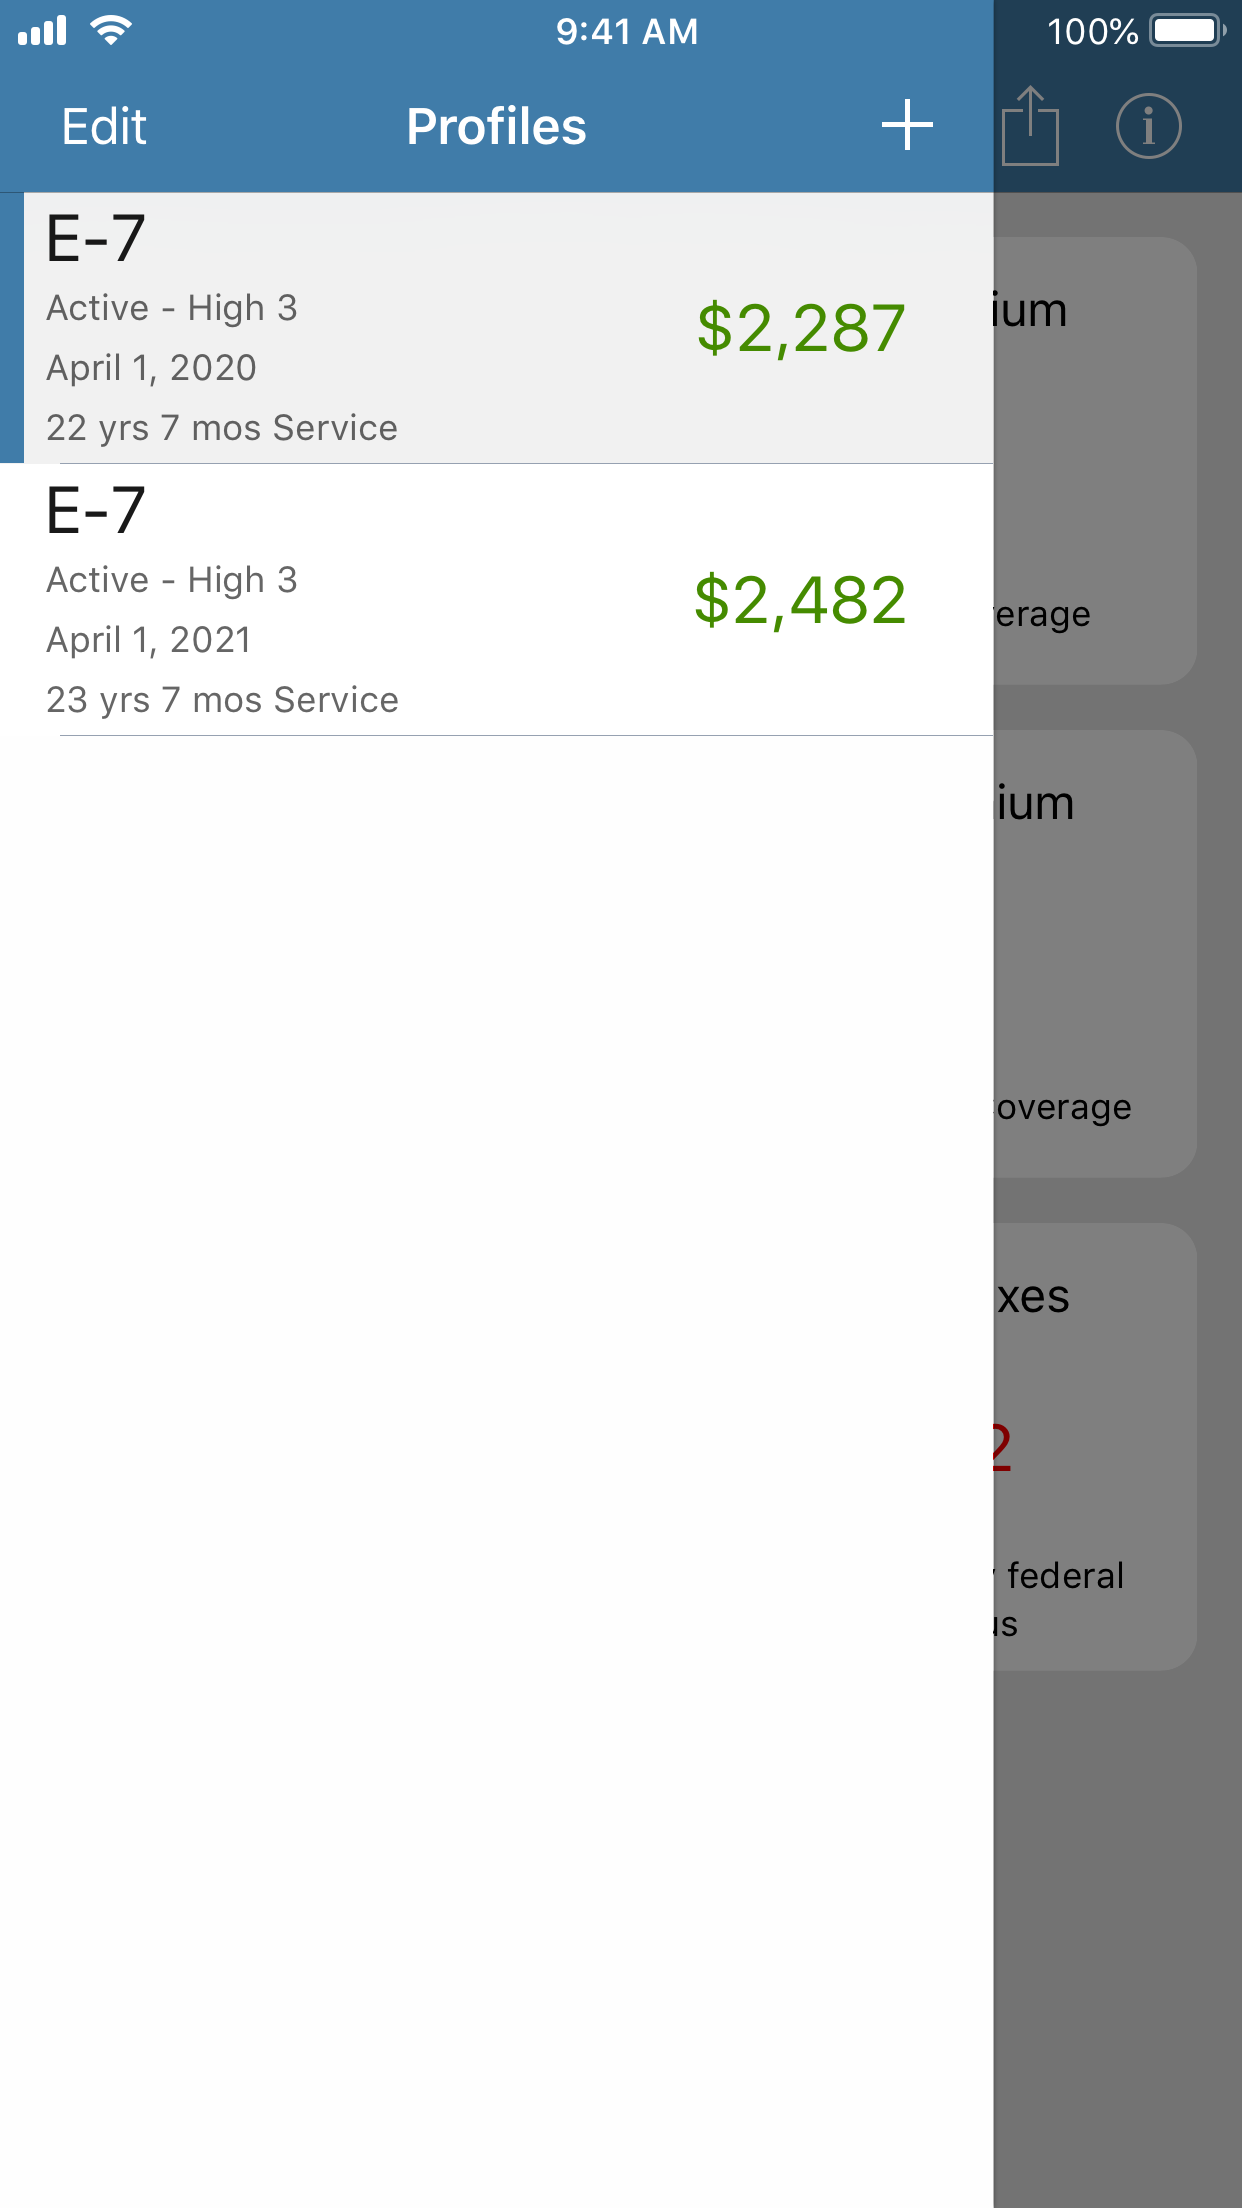 9:41 AM
100%
Edit
Profiles
E-7
Active - High 3
April 1, 2020
22 yrs 7 mos Service
$2,287
E-7
Active - High 3
April 1, 2021
23 yrs 7 mos Service
$2,482
ium
erage
ium
overage
xes
2
federal
us